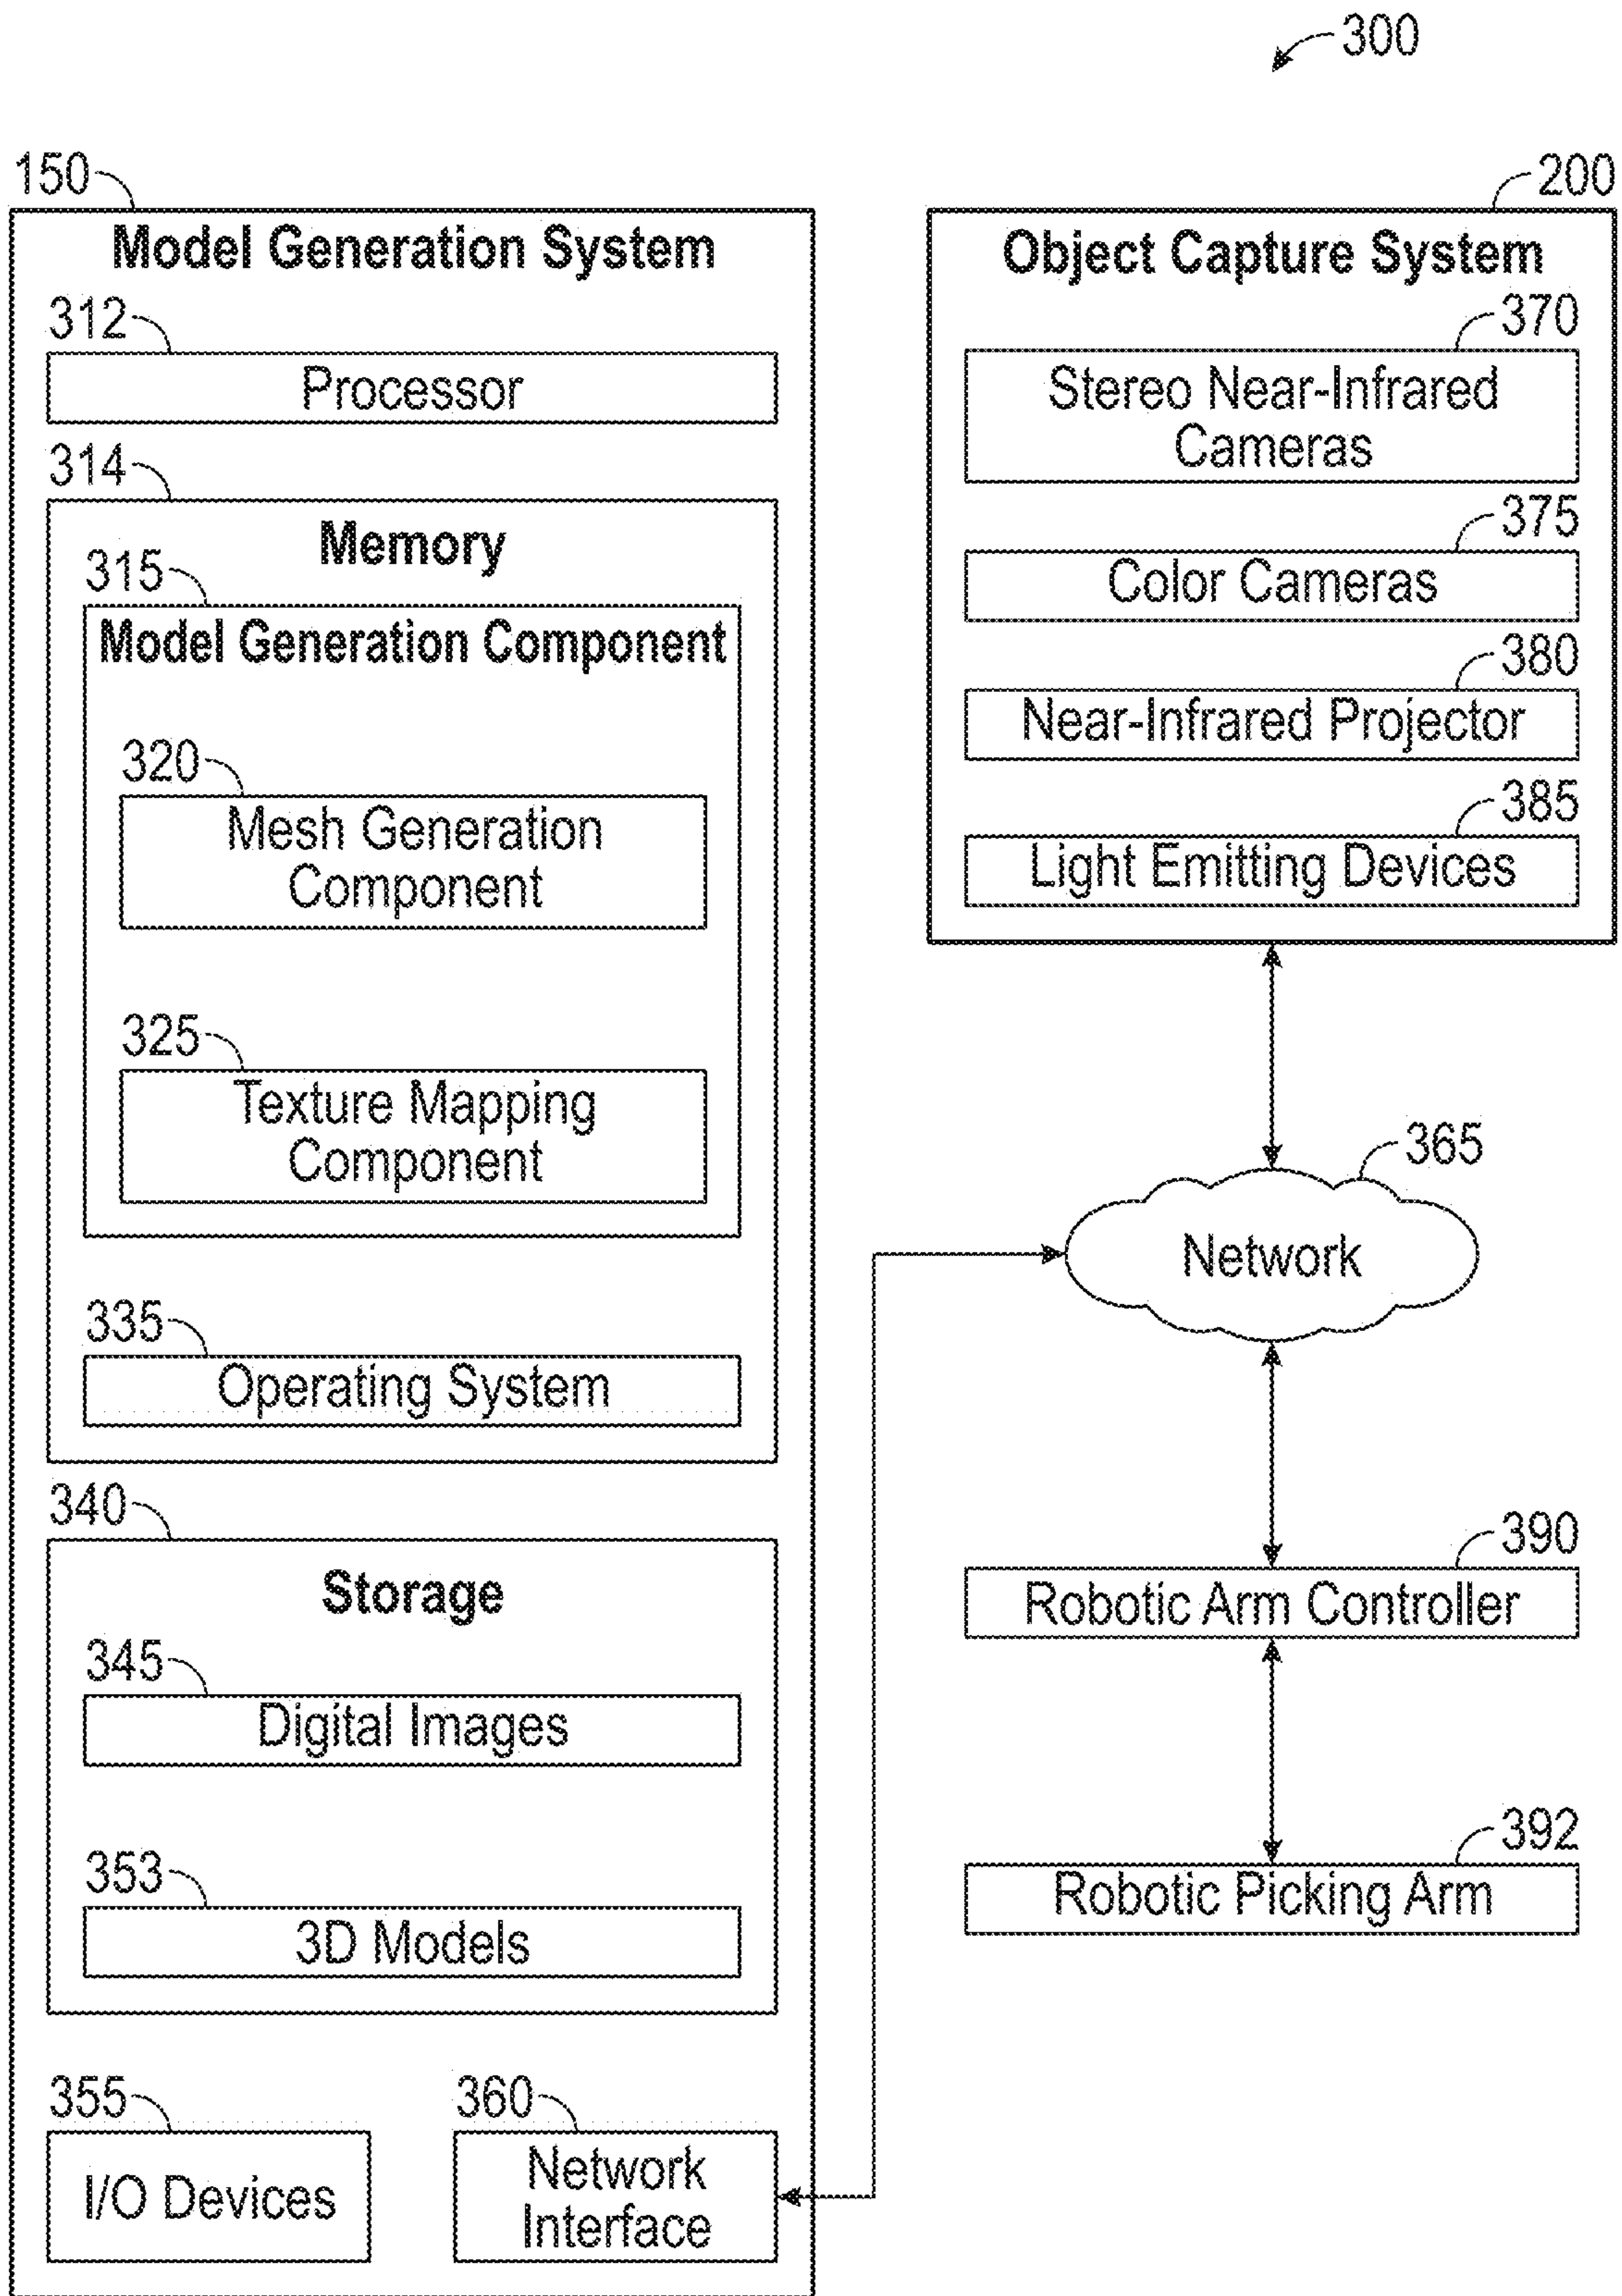 300
150
Model Generation System
312
Processor
314
Memory
315
Model Generation Component
320
Mesh Generation
Component
325
Texture Mapping
Component
335
Operating System
340
Storage
345
Digital Images
353
3D Models
355
I/O Devices
360
Network
Interface
200
Object Capture System
370
Stereo Near-Infrared
Cameras
375
Color Cameras
380
Near-Infrared Projector
385
Light Emitting Devices
365
Network
390
Robotic Arm Controller
392
Robotic Picking Arm